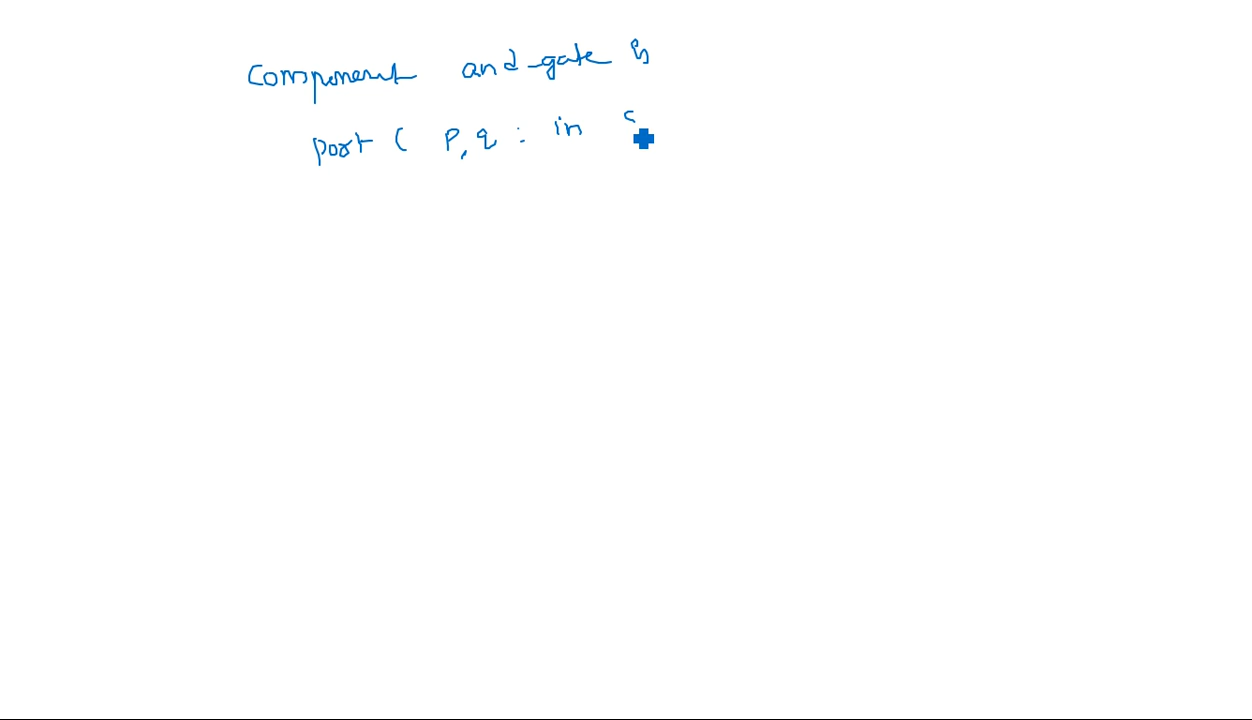 component and-gate is
port ( p,q : in s